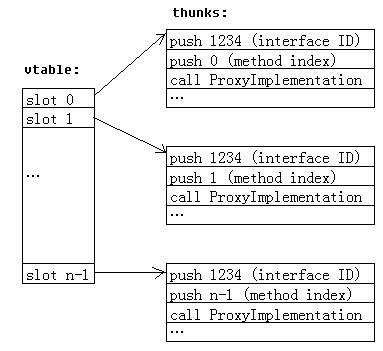 thunks:
push 1234 (interface ID)
push 0 (method index)
call ProxyImplementation
...
vtable:
slot 0
slot 1
...
slot n-1
push 1234 (interface ID)
push 1 (method index)
call ProxyImplementation
...
push 1234 (interface ID)
push n-1 (method index)
call ProxyImplementation
...